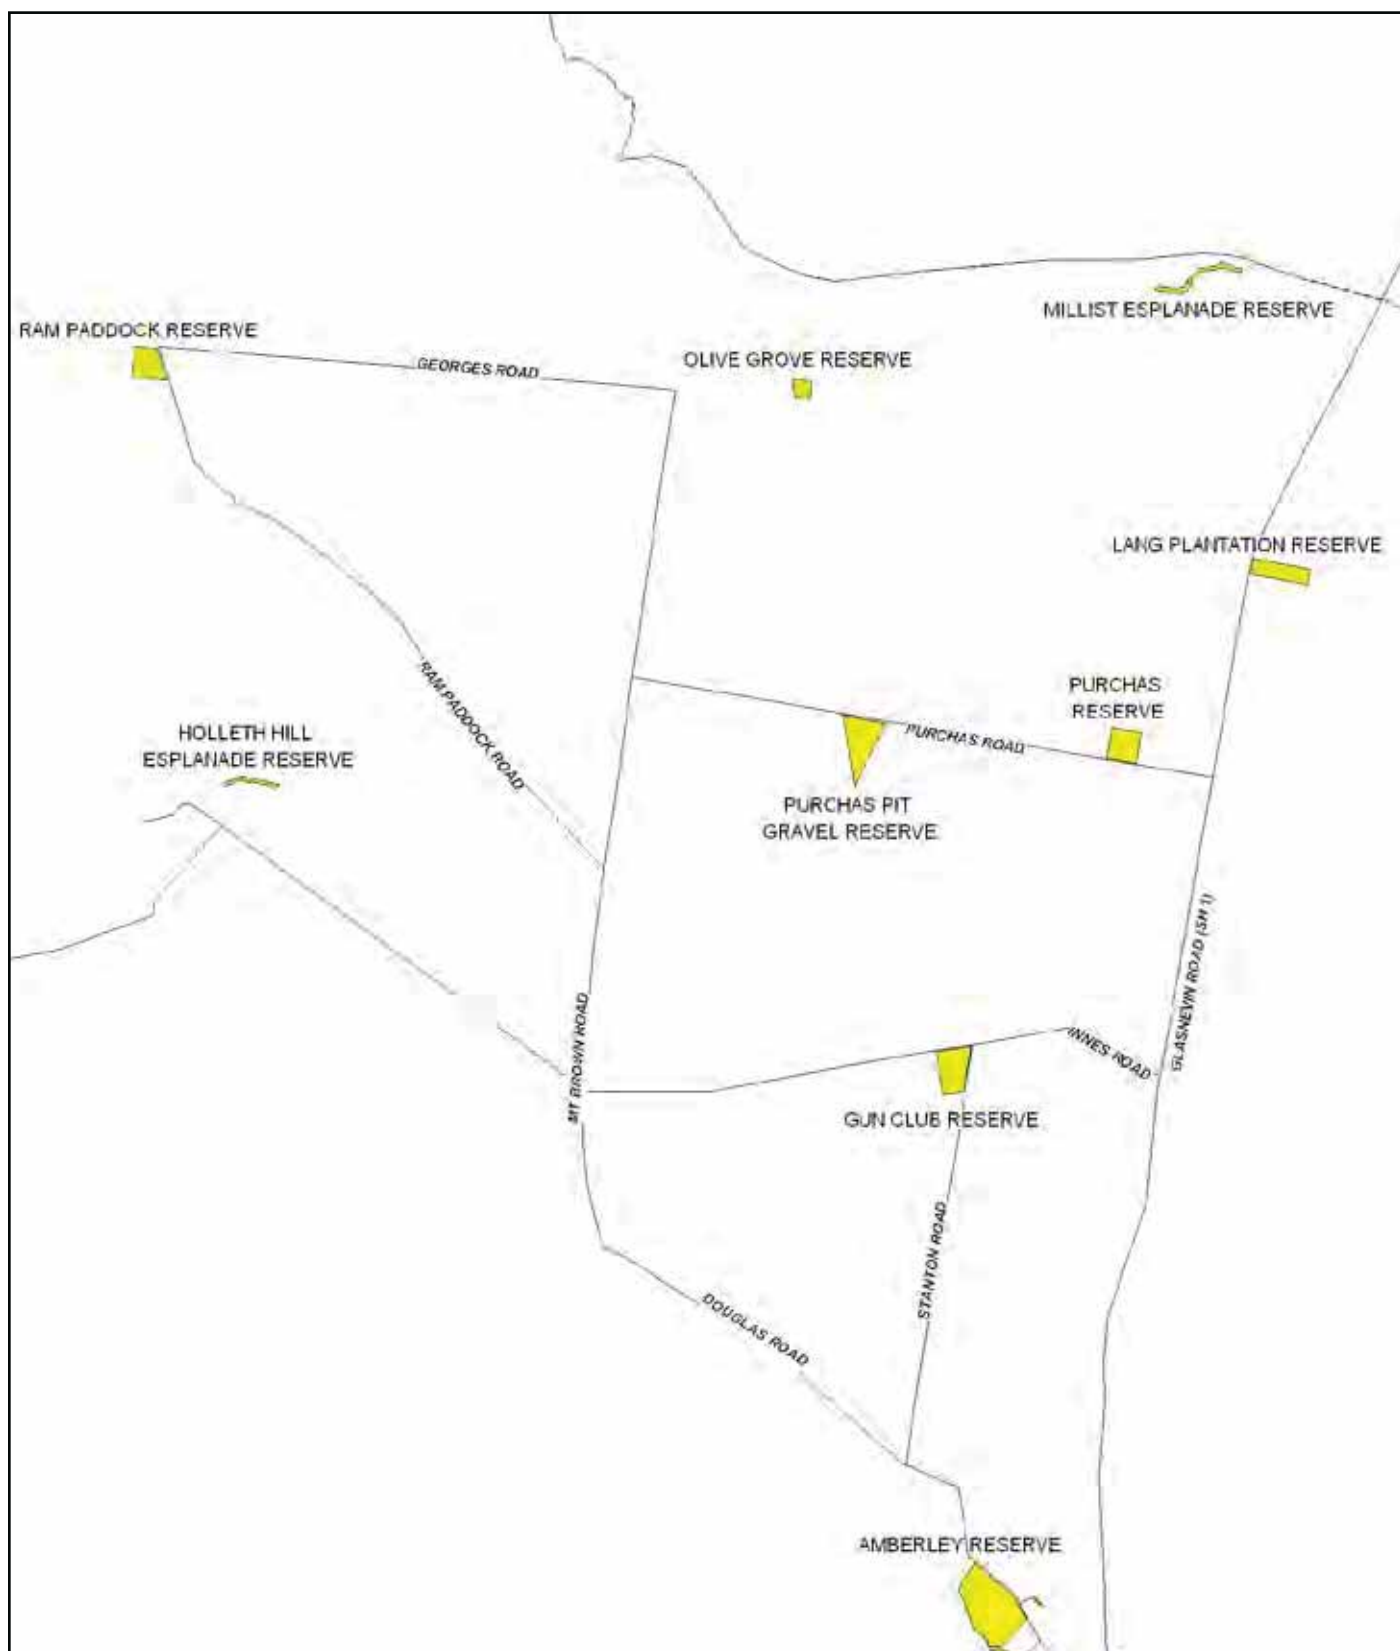 MILLIST ESPLANADE RESERVE
RAM PADDOCK RESERVE
GEORGES ROAD
OLIVE GROVE RESERVE
LANG PLANTATION RESERVE
RAM PADDOCK ROAD
PURCHAS
RESERVE
HOLLETH HILL
ESPLANADE RESERVE
PURCHAS ROAD
PURCHAS PIT
GRAVEL RESERVE
GLASNEVIN ROAD (SH 1)
MT BROWN ROAD
INNES ROAD
GUN CLUB RESERVE
STANTON ROAD
DOUGLAS ROAD
AMBERLEY RESERVE